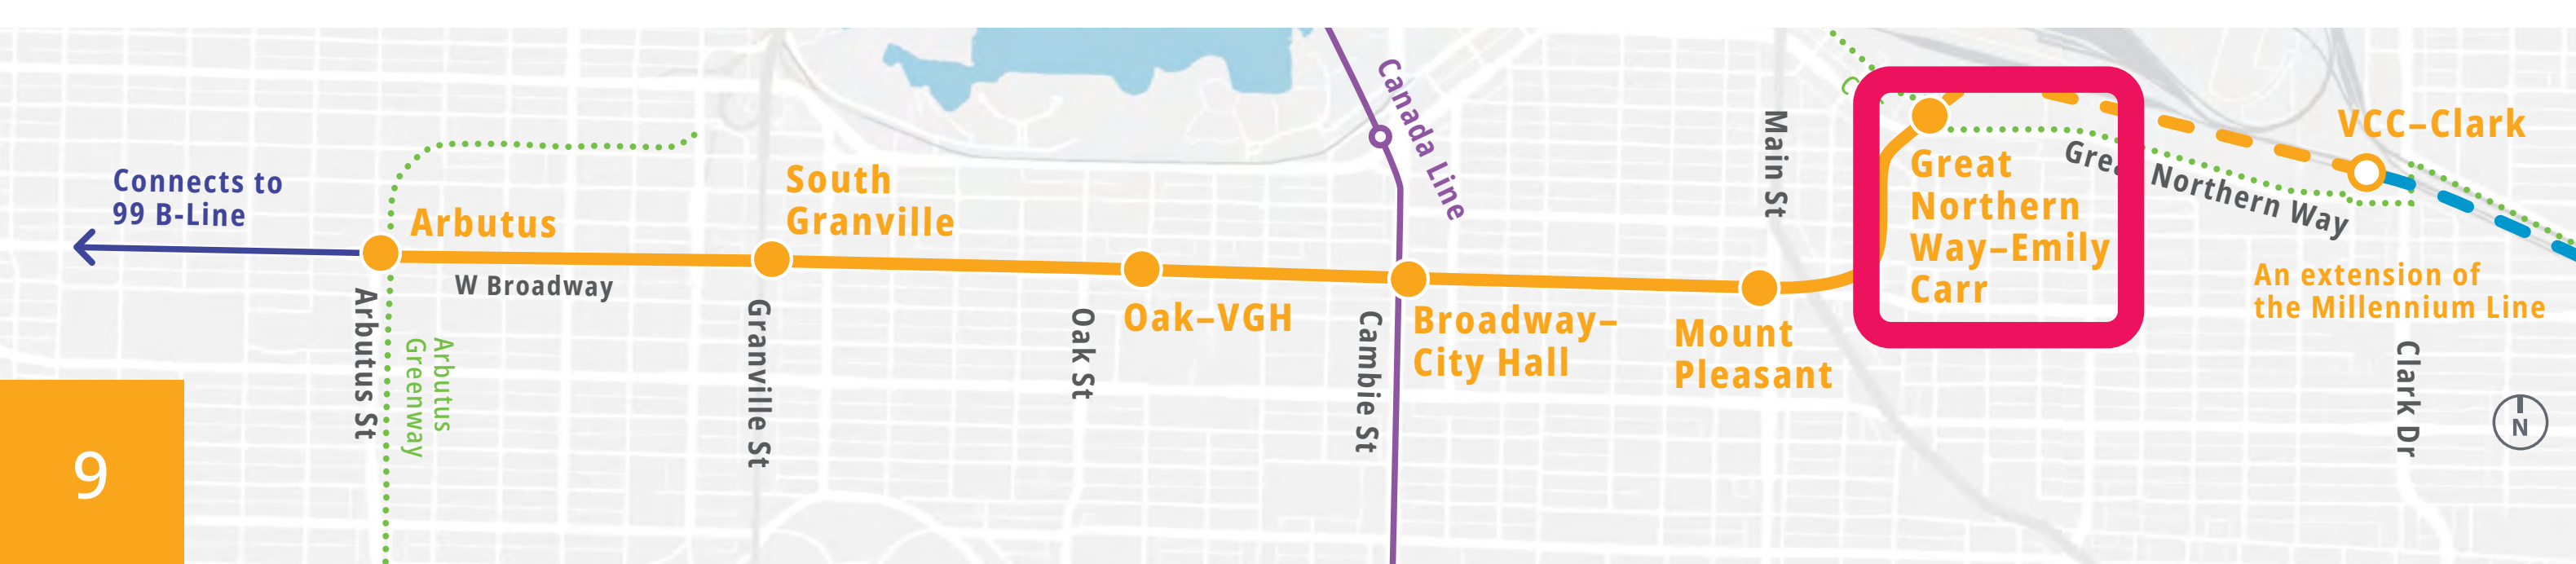 Connects to
99 B-Line
Arbutus
W Broadway
Arbutus St
Arbutus
Greenway
South
Granville
Granville St
Oak St
Oak–VGH
Canada Line
Cambie St
Broadway–
City Hall
Main St
Mount
Pleasant
C
Great
Northern
Way–Emily
Carr
Great Northern Way
VCC–Clark
An extension of
the Millennium Line
Clark Dr
N
9